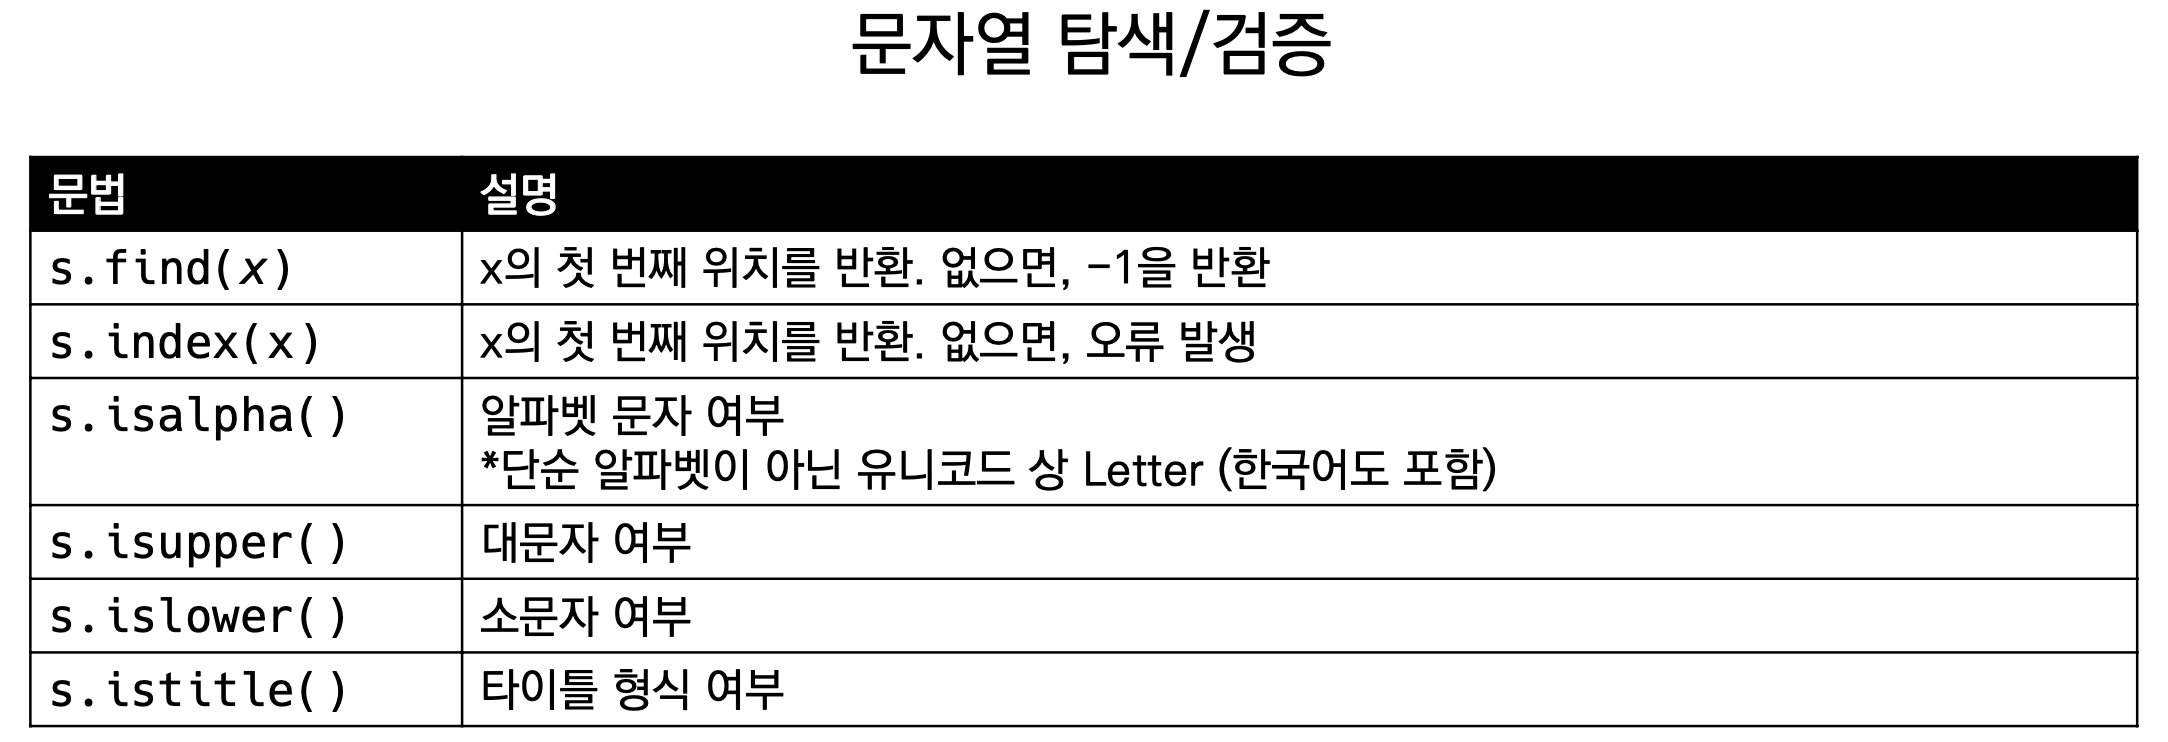 문자열 탐색/검증
문법 설명
s.find(x) x의 첫 번째 위치를 반환. 없으면, -1을 반환
s.index(x) x의 첫 번째 위치를 반환. 없으면, 오류 발생
s.isalpha() 알파벳 문자 여부
*단순 알파벳이 아닌 유니코드 상 Letter (한국어도 포함)
s.isupper() 대문자 여부
s.islower() 소문자 여부
s.istitle() 타이틀 형식 여부